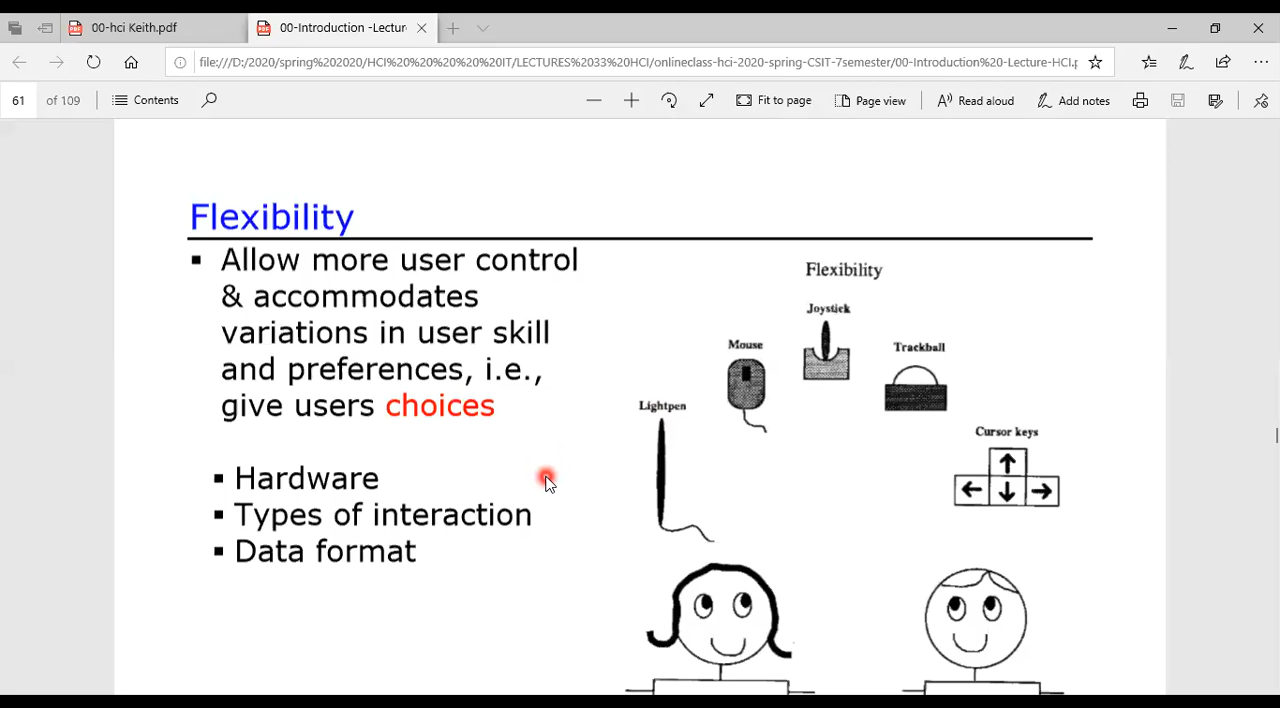 00-hci Keith.pdf
00-Introduction -Lectur
file:///D:/2020/spring%202020/HCI%20%20%20%20%20IT/LECTURES%2033%20HCI/onlineclass-hci-2020-spring-CSIT-7semester/00-Introduction%20-Lecture-HCI.p
61 of 109
Contents
Fit to page
Page view
Read aloud
Add notes
Flexibility
▪ Allow more user control
& accommodates
variations in user skill
and preferences, i.e.,
give users choices
▪ Hardware
▪ Types of interaction
▪ Data format
Flexibility
Joystick
Mouse
Trackball
Lightpen
Cursor keys